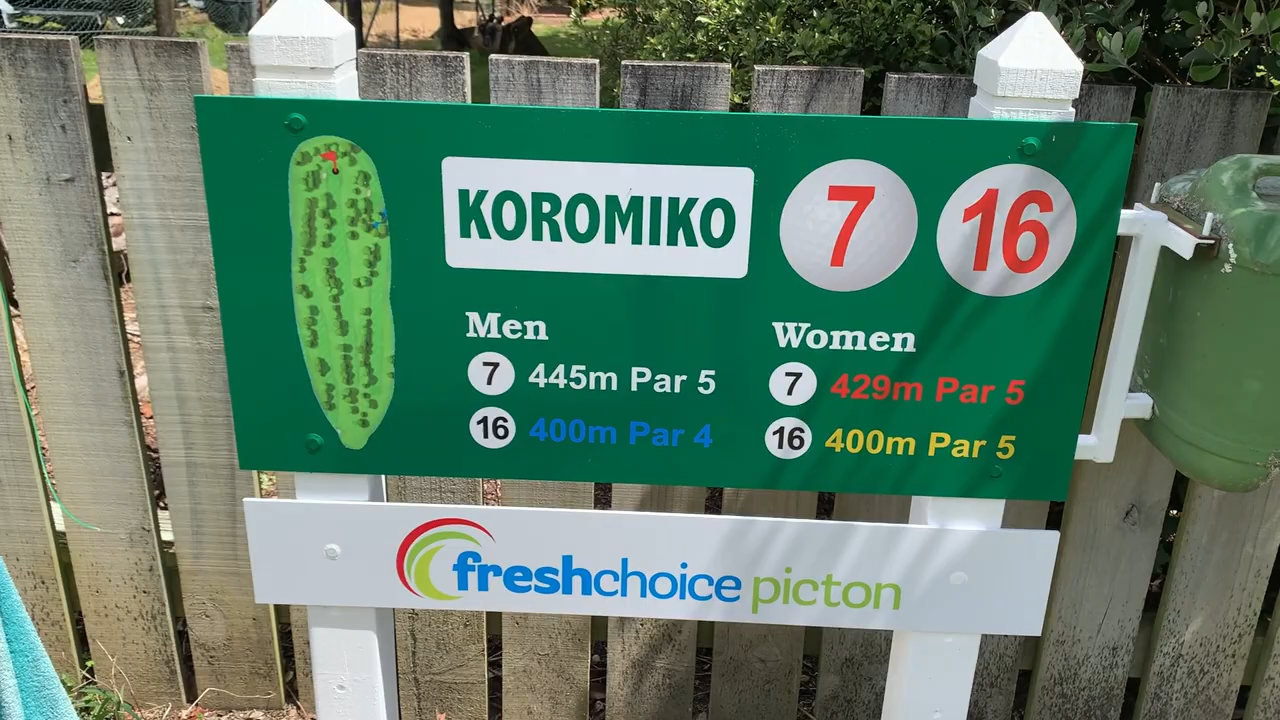 KOROMIKO 7 16
Men
7 445m Par 5
16 400m Par 4
Women
7 429m Par 5
16 400m Par 5
freshchoice picton